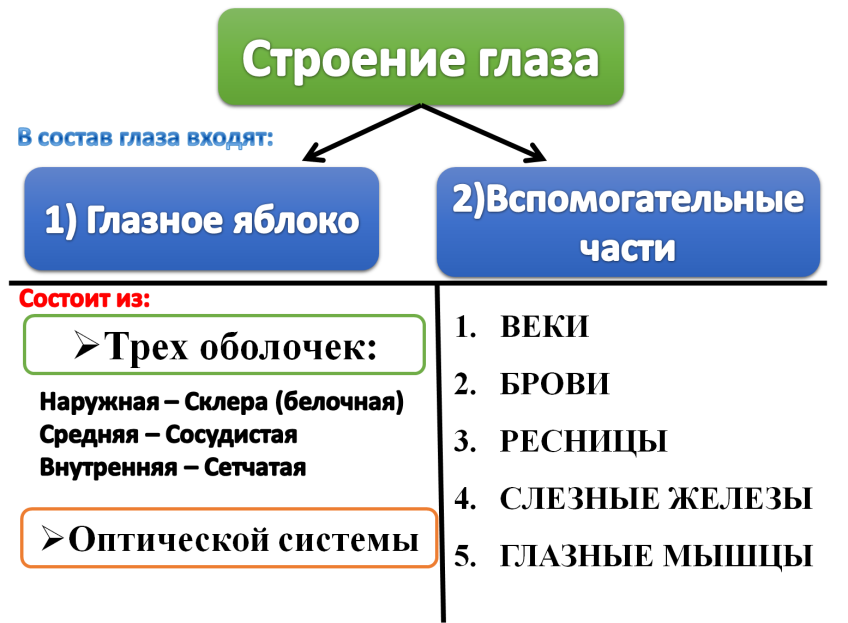 Строение глаза
В состав глаза входят:
1) Глазное яблоко
2)Вспомогательные
части
Состоит из:
➢Трех оболочек:
Наружная – Склера (белочная)
Средняя – Сосудистая
Внутренняя – Сетчатая
➢Оптической системы
1. ВЕКИ
2. БРОВИ
3. РЕСНИЦЫ
4. СЛЕЗНЫЕ ЖЕЛЕЗЫ
5. ГЛАЗНЫЕ МЫШЦЫ